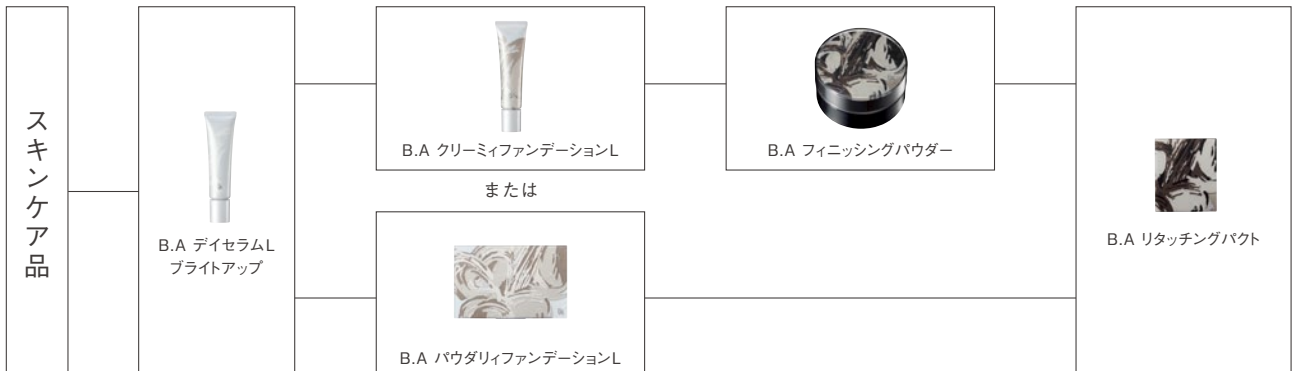 スキンケア品
B.A デイセラムL
ブライトアップ
B.A クリーミィファンデーションL
または
B.A パウダリィファンデーションL
B.A フィニッシングパウダー
B.A リタッチングパクト